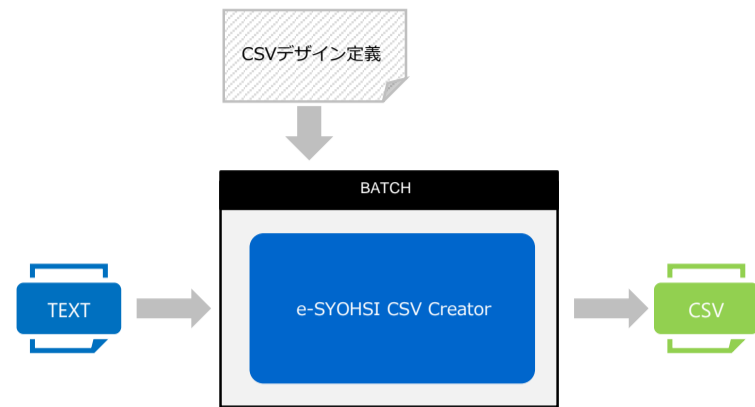 CSVデザイン定義
BATCH
TEXT
e-SYOHSI CSV Creator
CSV